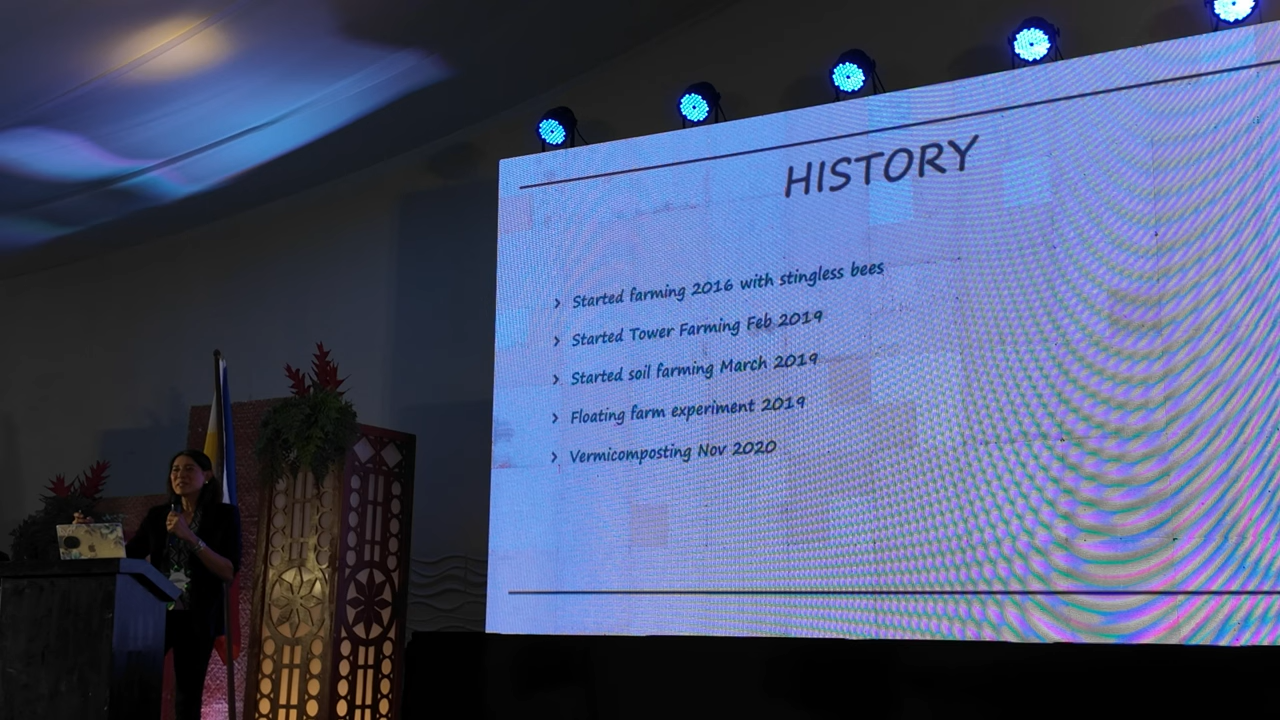 HISTORY
› Started farming 2016 with stingless bees
› Started Tower Farming Feb 2019
› Started soil farming March 2019
› Floating farm experiment 2019
› Vermicomposting Nov 2020